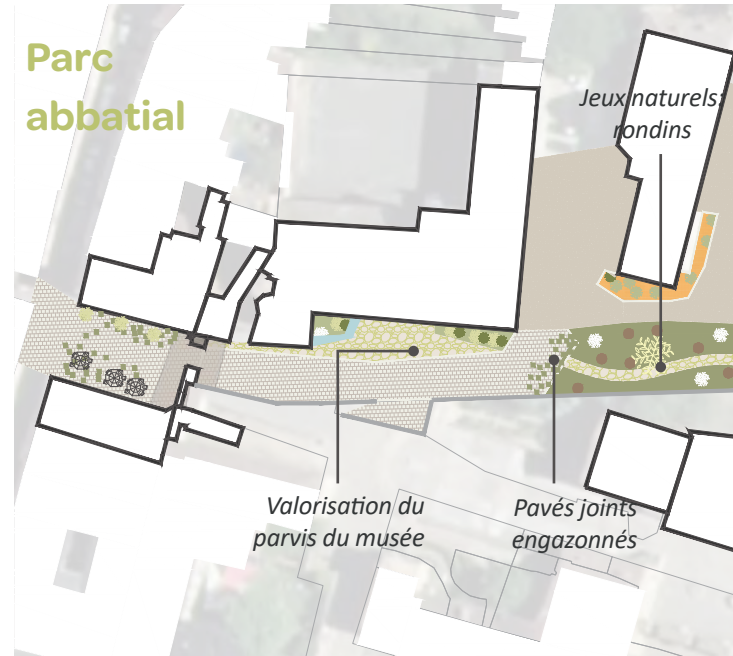 Parc
abbatial
Jeux naturels:
rondins
Valorisation du
parvis du musée
Pavés joints
engazonnés